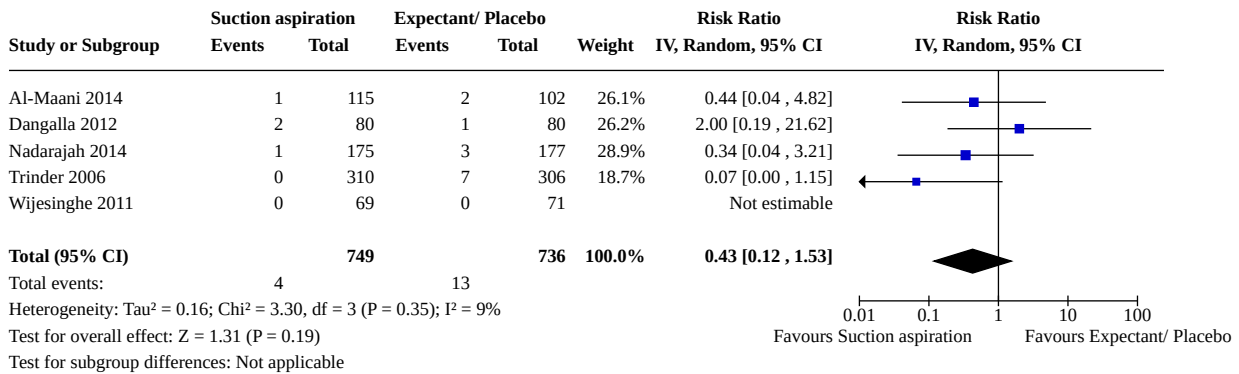 Suction aspiration Expectant/ Placebo Risk Ratio Risk Ratio
Study or Subgroup Events Total Events Total Weight IV, Random, 95% CI IV, Random, 95% CI
Al-Maani 2014 1 115 2 102 26.1% 0.44 [0.04 , 4.82]
Dangalla 2012 2 80 1 80 26.2% 2.00 [0.19 , 21.62]
Nadarajah 2014 1 175 3 177 28.9% 0.34 [0.04 , 3.21]
Trinder 2006 0 310 7 306 18.7% 0.07 [0.00 , 1.15]
Wijesinghe 2011 0 69 0 71 Not estimable
Total (95% CI) 749 736 100.0% 0.43 [0.12 , 1.53]
Total events: 4 13
Heterogeneity: Tau² = 0.16; Chi² = 3.30, df = 3 (P = 0.35); I² = 9%
0.01 0.1 1 10 100
Test for overall effect: Z = 1.31 (P = 0.19)
Favours Suction aspiration Favours Expectant/ Placebo
Test for subgroup differences: Not applicable